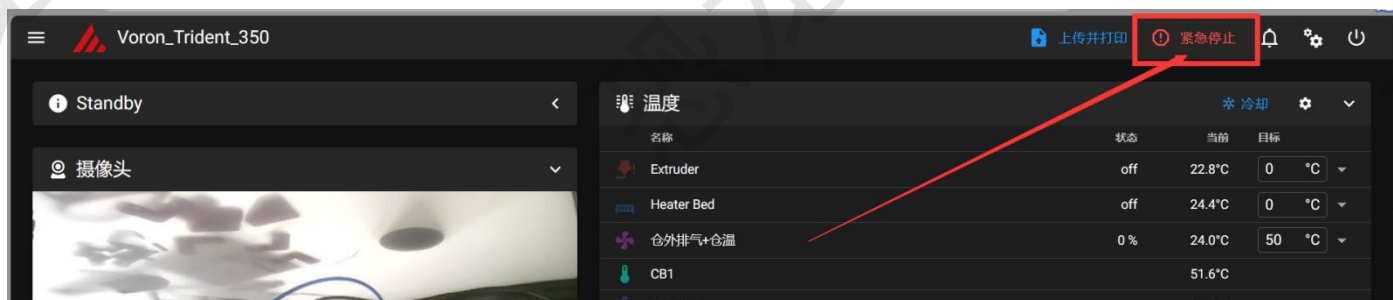 Voron_Trident_350
上传并打印
紧急停止
Standby
温度
冷却
名称 状态 当前 目标
摄像头
Extruder off 22.8°C 0 °C
Heater Bed off 24.4°C 0 °C
仓外排气+仓温 0 % 24.0°C 50 °C
CB1 51.6°C